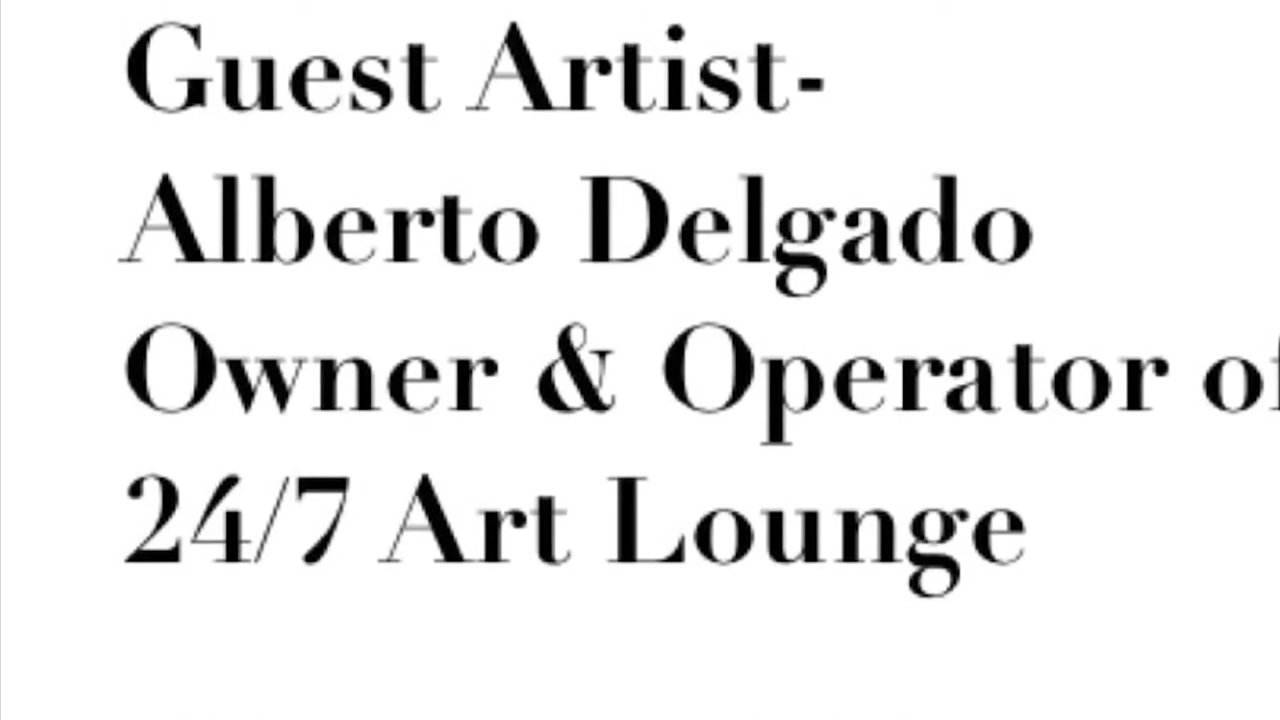 Guest Artist-
Alberto Delgado
Owner & Operator of
24/7 Art Lounge